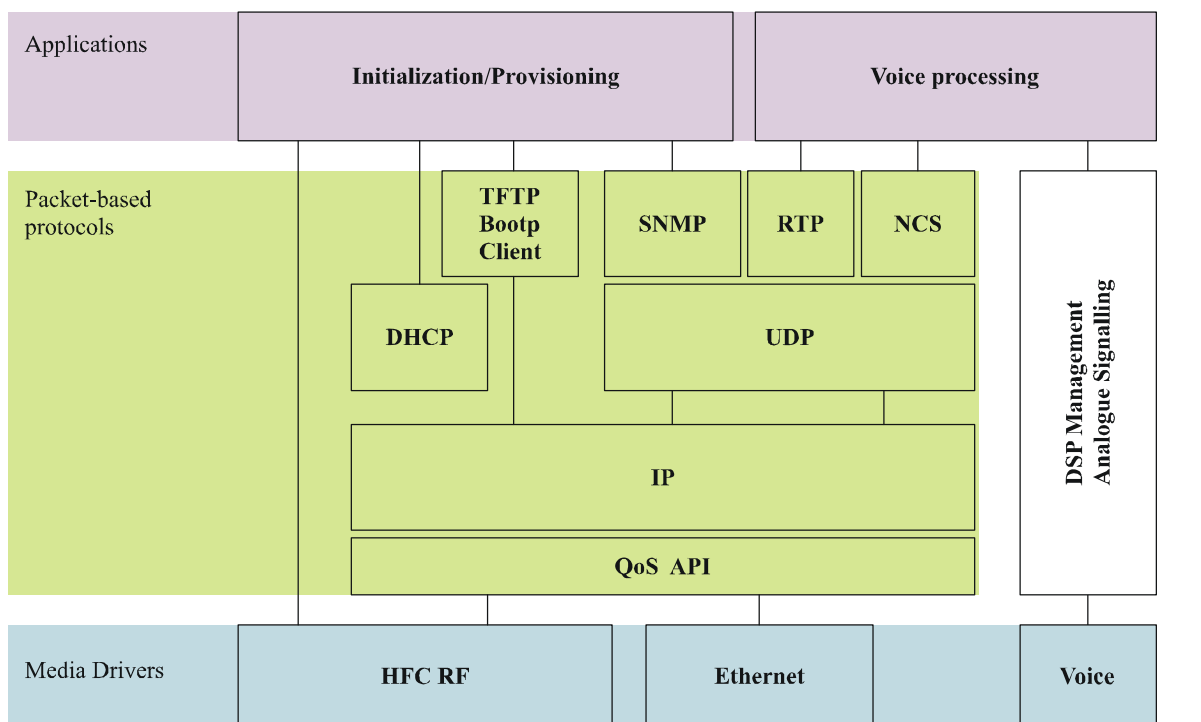 Applications
Initialization/Provisioning
Voice processing
Packet-based
protocols
TFTP
Bootp
Client
SNMP
RTP
NCS
DHCP
UDP
DSP Management
Analogue Signalling
IP
QoS API
Media Drivers
HFC RF
Ethernet
Voice